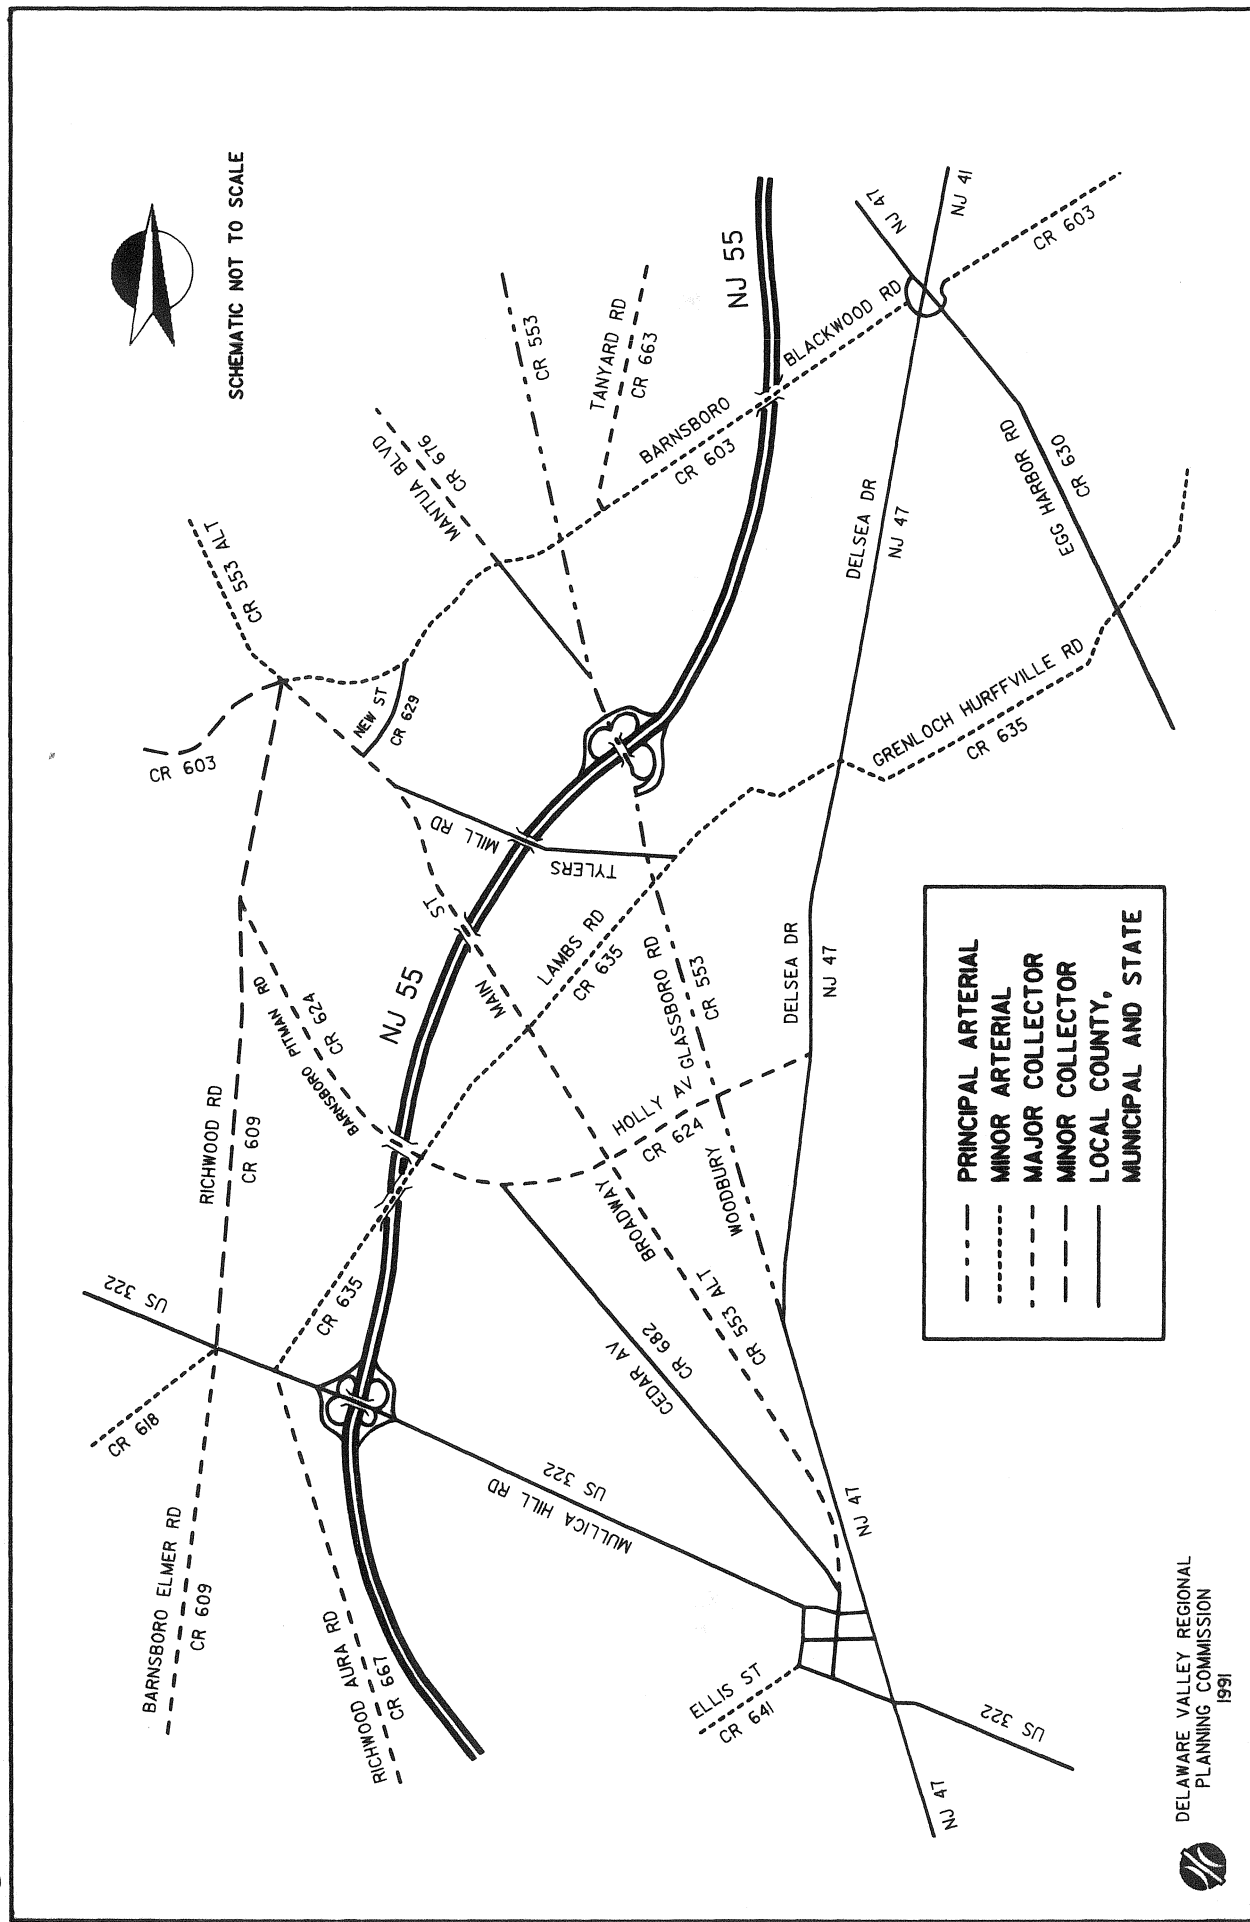 SCHEMATIC NOT TO SCALE
NJ 55
NJ 47
NJ 41
CR 603
BLACKWOOD RD
BARNSBORO
CR 603
TANYARD RD
CR 663
CR 553
MANTUA BLVD
CR 676
CR 553 ALT
CR 603
NEW ST
CR 629
DELSEA DR
NJ 47
EGG HARBOR RD
CR 630
GRENLOCH HURFFVILLE RD
CR 635
TYLERS
MILL RD
MAIN
ST
LAMBS RD
CR 635
NJ 55
BARNSBORO PITMAN RD
CR 624
RICHWOOD RD
CR 609
WOODBURY
GLASSBORO RD
CR 553
DELSEA DR
NJ 47
HOLLY AV
CR 624
BROADWAY
CR 553 ALT
CEDAR AV
CR 682
CR 635
US 322
CR 618
BARNSBORO ELMER RD
CR 609
RICHWOOD AURA RD
CR 667
MULLICA HILL RD
US 322
NJ 47
ELLIS ST
CR 641
US 322
NJ 47
PRINCIPAL ARTERIAL
MINOR ARTERIAL
MAJOR COLLECTOR
MINOR COLLECTOR
LOCAL COUNTY,
MUNICIPAL AND STATE
DELAWARE VALLEY REGIONAL
PLANNING COMMISSION
1991